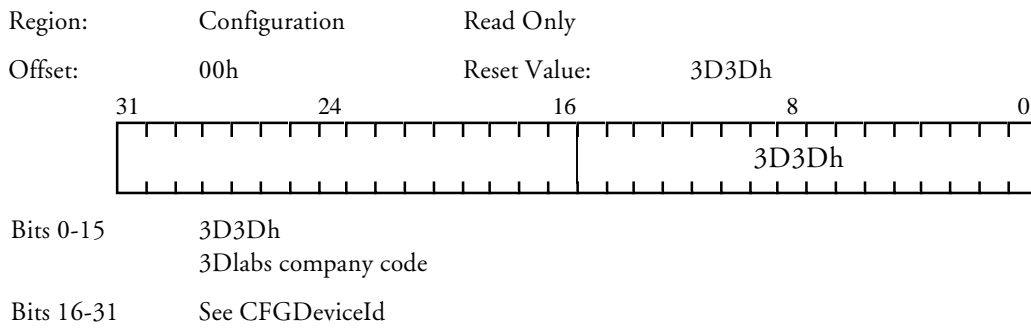 Region: Configuration Read Only
Offset: 00h Reset Value: 3D3Dh
31 24 16 8 0
3D3Dh
Bits 0-15 3D3Dh
3Dlabs company code
Bits 16-31 See CFGDeviceId